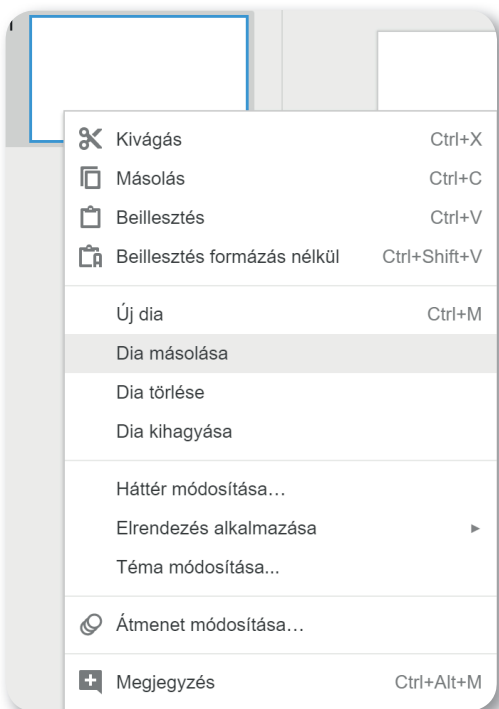 Kivágás Ctrl+X
Másolás Ctrl+C
Beillesztés Ctrl+V
Beillesztés formázás nélkül Ctrl+Shift+V
Új dia Ctrl+M
Dia másolása
Dia törlése
Dia kihagyása
Háttér módosítása…
Elrendezés alkalmazása
Téma módosítása...
Átmenet módosítása…
Megjegyzés Ctrl+Alt+M